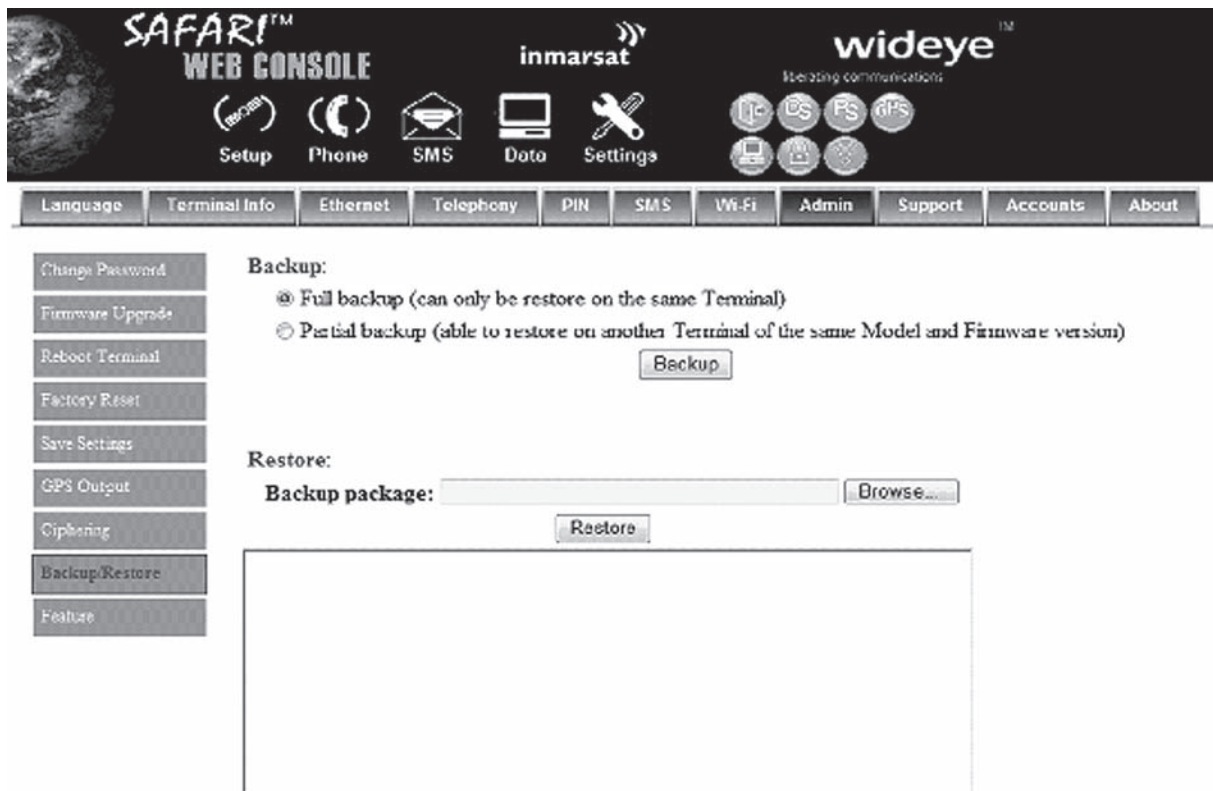 SAFARI™
WEB CONSOLE
inmarsat
wideye™
liberating communications
Setup Phone SMS Data Settings
CS PS GPS
Language Terminal Info Ethernet Telephony PIN SMS Wi-Fi Admin Support Accounts About
Change Password
Firmware Upgrade
Reboot Terminal
Factory Reset
Save Settings
GPS Output
Ciphering
Backup/Restore
Feature
Backup:
Full backup (can only be restore on the same Terminal)
Partial backup (able to restore on another Terminal of the same Model and Firmware version)
Backup
Restore:
Backup package: Browse...
Restore